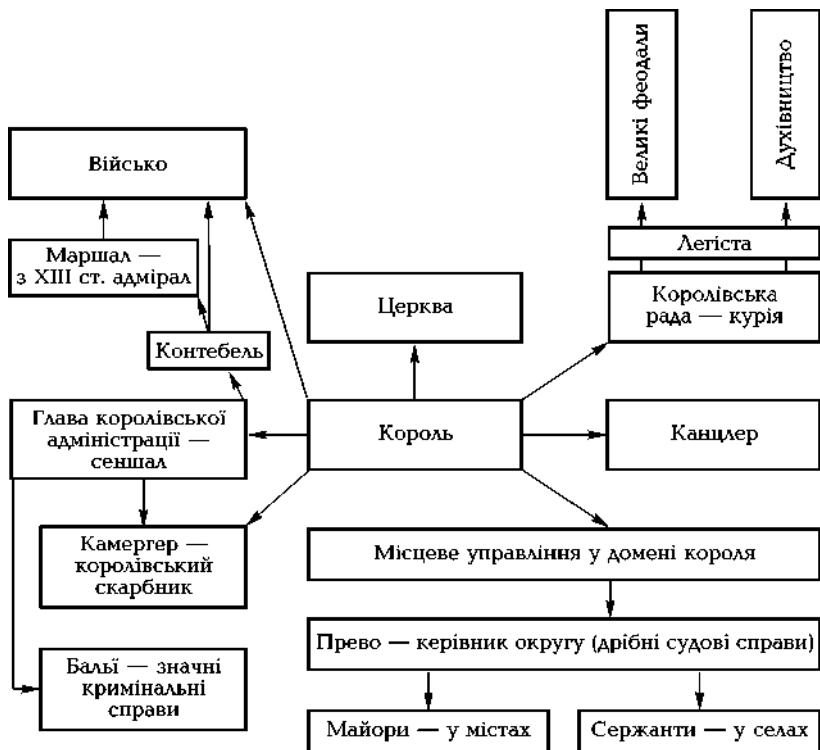 Великі феодали
Духівництво
Військо
Легіста
Маршал —
з XIII ст. адмірал
Королівська
рада — курія
Церква
Контебель
Глава королівської
адміністрації —
сеншал
Король
Канцлер
Камергер —
королівський
скарбник
Місцеве управління у домені короля
Прево — керівник округу (дрібні судові справи)
Бальї — значні
кримінальні
справи
Майори — у містах
Сержанти — у селах